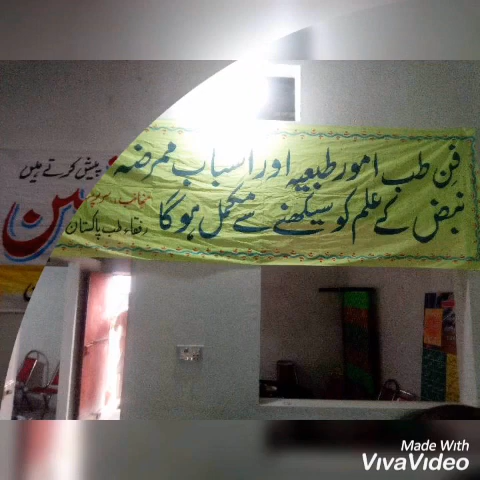 فن طب امور طبعیہ اور اسباب ممرضہ
نبض کے علم کو سیکھنے سے مکمل ہوگا
پیش کرتے ہیں
منجانب
رفقاء طب پاکستان
Made With
VivaVideo